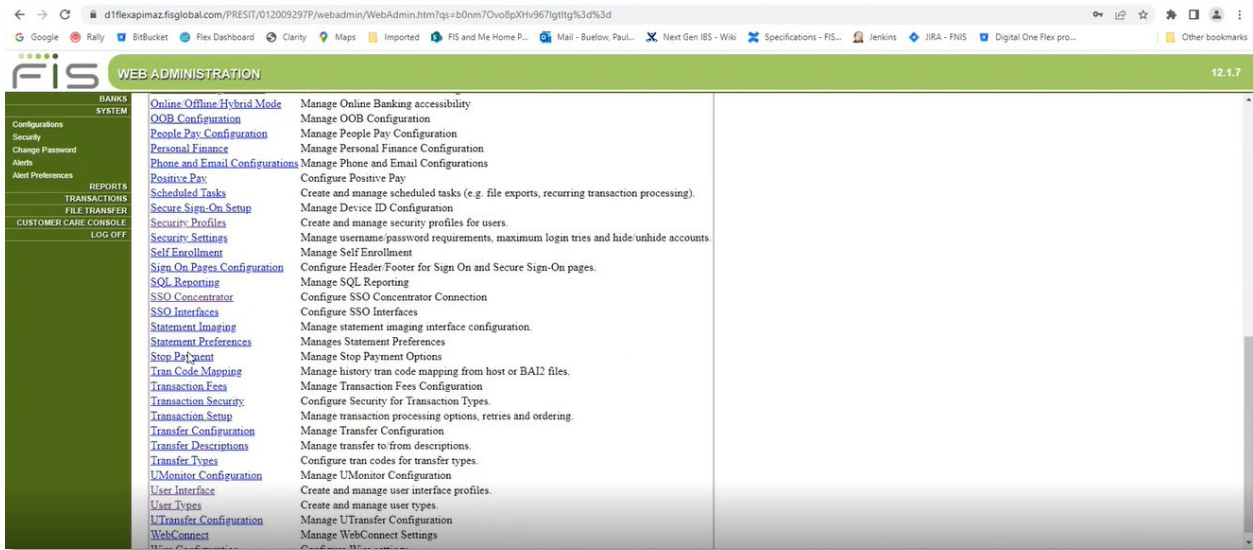 d1flexapimaz.fisglobal.com/PRESIT/012009297P/webadmin/WebAdmin.htm?qs=b0nm7Ovo8pXHv967lgtltg%3d%3d
Google Rally BitBucket Flex Dashboard Clarity Maps Imported FIS and Me Home P... Mail - Buelow, Paul... Next Gen IBS - Wiki Specifications - FIS... Jenkins JIRA - FNIS Digital One Flex pro... Other bookmarks
FIS WEB ADMINISTRATION 12.1.7
BANKS
SYSTEM
Configurations
Security
Change Password
Alerts
Alert Preferences
REPORTS
TRANSACTIONS
FILE TRANSFER
CUSTOMER CARE CONSOLE
LOG OFF
Online/Offline/Hybrid Mode Manage Online Banking accessibility
OOB Configuration Manage OOB Configuration
People Pay Configuration Manage People Pay Configuration
Personal Finance Manage Personal Finance Configuration
Phone and Email Configurations Manage Phone and Email Configurations
Positive Pay Configure Positive Pay
Scheduled Tasks Create and manage scheduled tasks (e.g. file exports, recurring transaction processing).
Secure Sign-On Setup Manage Device ID Configuration
Security Profiles Create and manage security profiles for users.
Security Settings Manage username/password requirements, maximum login tries and hide/unhide accounts.
Self Enrollment Manage Self Enrollment
Sign On Pages Configuration Configure Header/Footer for Sign On and Secure Sign-On pages.
SQL Reporting Manage SQL Reporting
SSO Concentrator Configure SSO Concentrator Connection
SSO Interfaces Configure SSO Interfaces
Statement Imaging Manage statement imaging interface configuration.
Statement Preferences Manages Statement Preferences
Stop Payment Manage Stop Payment Options
Tran Code Mapping Manage history tran code mapping from host or BAI2 files.
Transaction Fees Manage Transaction Fees Configuration
Transaction Security Configure Security for Transaction Types.
Transaction Setup Manage transaction processing options, retries and ordering.
Transfer Configuration Manage Transfer Configuration
Transfer Descriptions Manage transfer to/from descriptions.
Transfer Types Configure tran codes for transfer types.
UMonitor Configuration Manage UMonitor Configuration
User Interface Create and manage user interface profiles.
User Types Create and manage user types.
UTransfer Configuration Manage UTransfer Configuration
WebConnect Manage WebConnect Settings